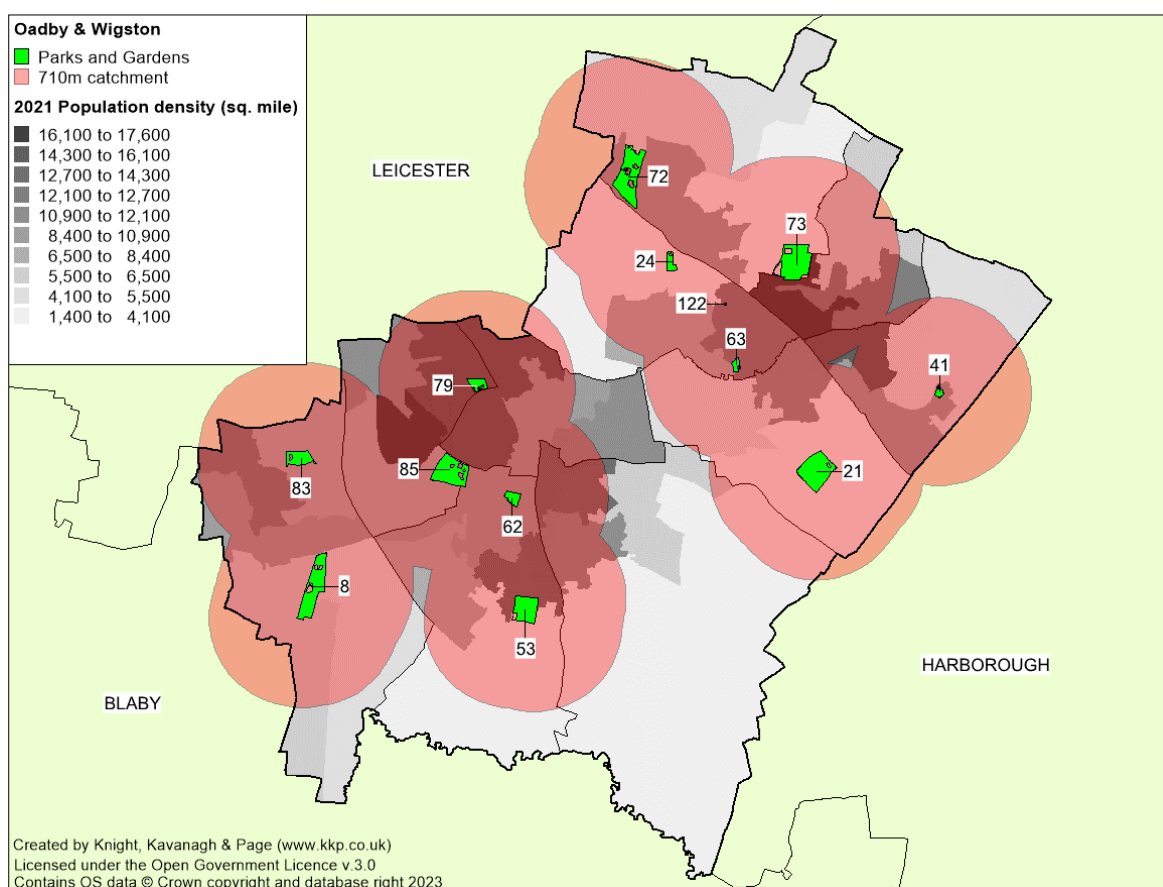 Oadby & Wigston
Parks and Gardens
710m catchment
2021 Population density (sq. mile)
16,100 to 17,600
14,300 to 16,100
12,700 to 14,300
12,100 to 12,700
10,900 to 12,100
8,400 to 10,900
6,500 to 8,400
5,500 to 6,500
4,100 to 5,500
1,400 to 4,100
LEICESTER
72
73
24
122
63
79
41
85
21
83
62
8
53
HARBOROUGH
BLABY
Created by Knight, Kavanagh & Page (www.kkp.co.uk)
Licensed under the Open Government Licence v.3.0
Contains OS data © Crown copyright and database right 2023